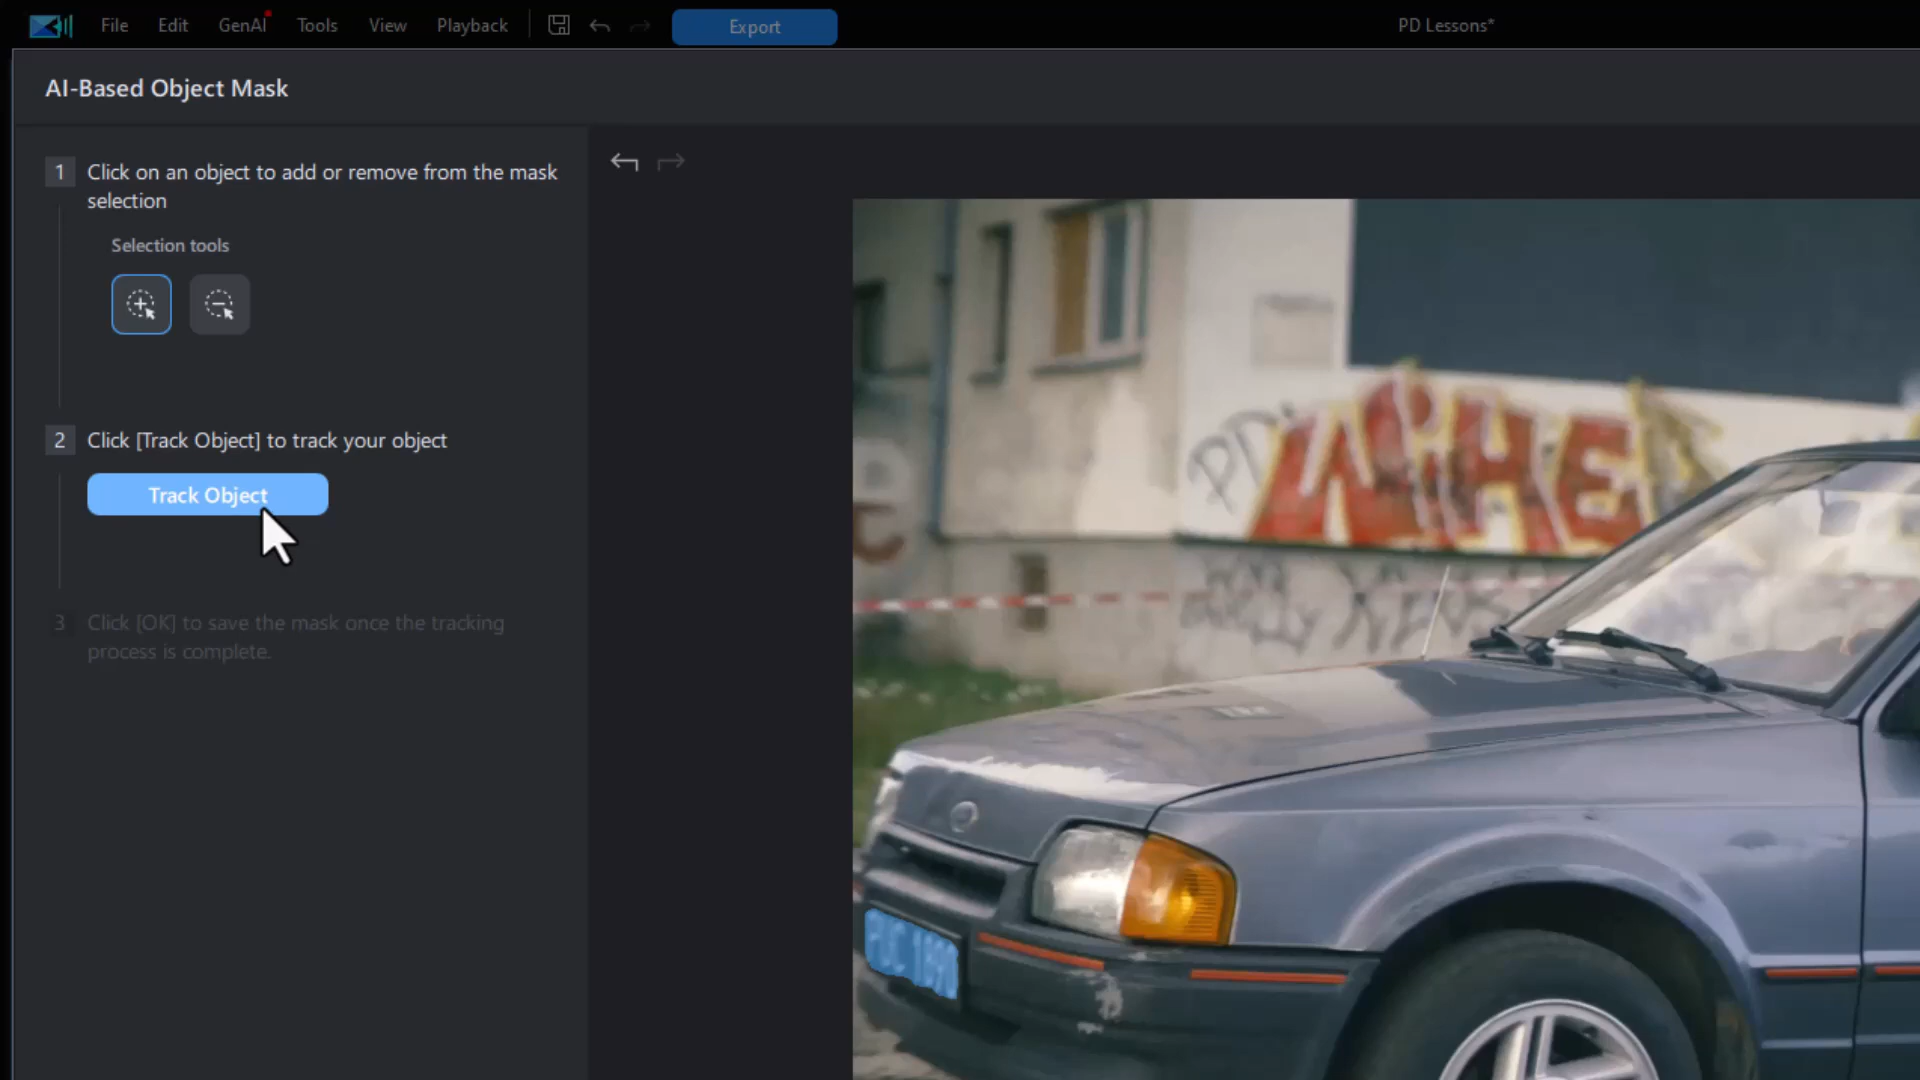 File Edit GenAI Tools View Playback Export PD Lessons*
AI-Based Object Mask
1 Click on an object to add or remove from the mask
selection
Selection tools
2 Click [Track Object] to track your object
Track Object
3 Click [OK] to save the mask once the tracking
process is complete.